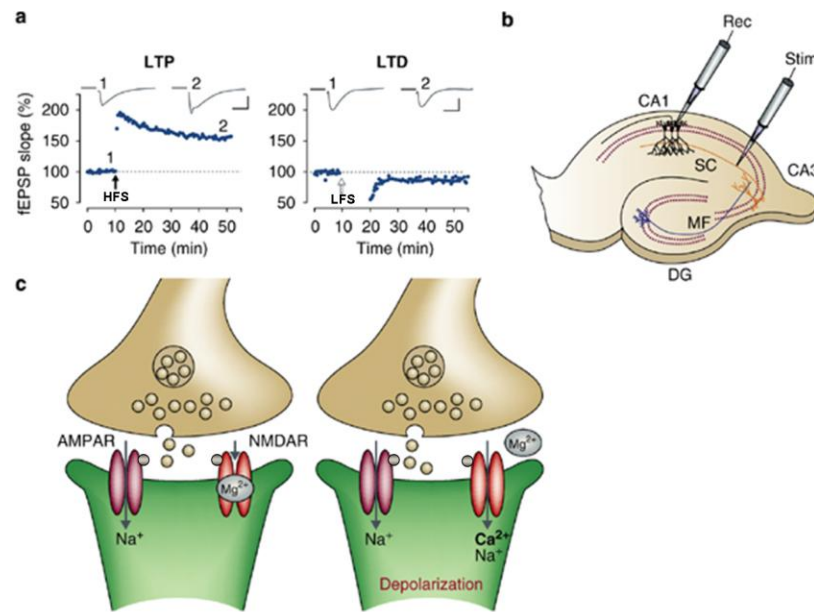 a
LTP
LTD
1
2
1
2
fEPSP slope (%)
200
150
100
50
1
2
HFS
0 10 20 30 40 50
Time (min)
200
150
100
50
LFS
0 10 20 30 40 50
Time (min)
b
Rec
Stim
CA1
SC
CA3
MF
DG
c
AMPAR
NMDAR
Mg2+
Na+
Mg2+
Na+
Ca2+
Na+
Depolarization